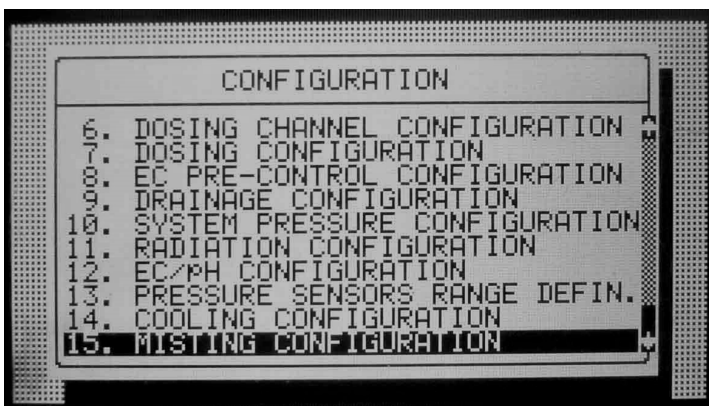 CONFIGURATION
6. DOSING CHANNEL CONFIGURATION
7. DOSING CONFIGURATION
8. EC PRE-CONTROL CONFIGURATION
9. DRAINAGE CONFIGURATION
10. SYSTEM PRESSURE CONFIGURATION
11. RADIATION CONFIGURATION
12. EC/pH CONFIGURATION
13. PRESSURE SENSORS RANGE DEFIN.
14. COOLING CONFIGURATION
15. MISTING CONFIGURATION